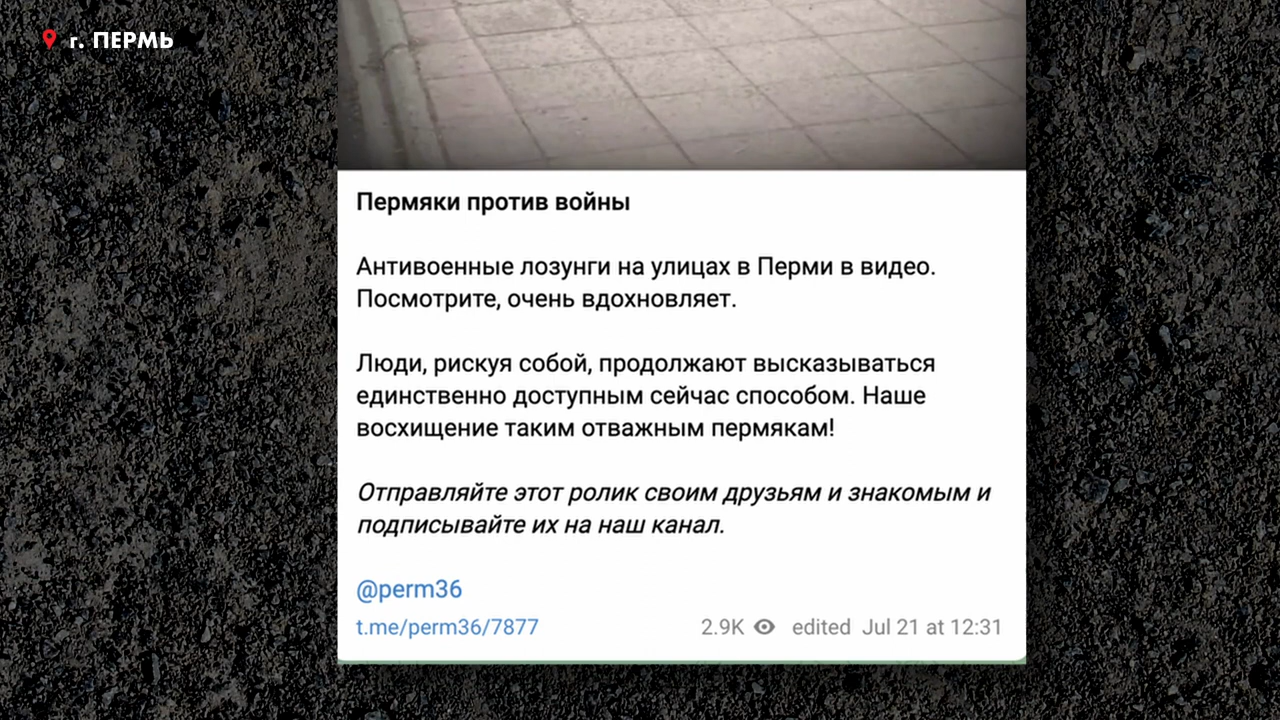 г. ПЕРМЬ
Пермяки против войны
Антивоенные лозунги на улицах в Перми в видео.
Посмотрите, очень вдохновляет.
Люди, рискуя собой, продолжают высказываться
единственно доступным сейчас способом. Наше
восхищение таким отважным пермякам!
Отправляйте этот ролик своим друзьям и знакомым и
подписывайте их на наш канал.
@perm36
t.me/perm36/7877 2.9K edited Jul 21 at 12:31